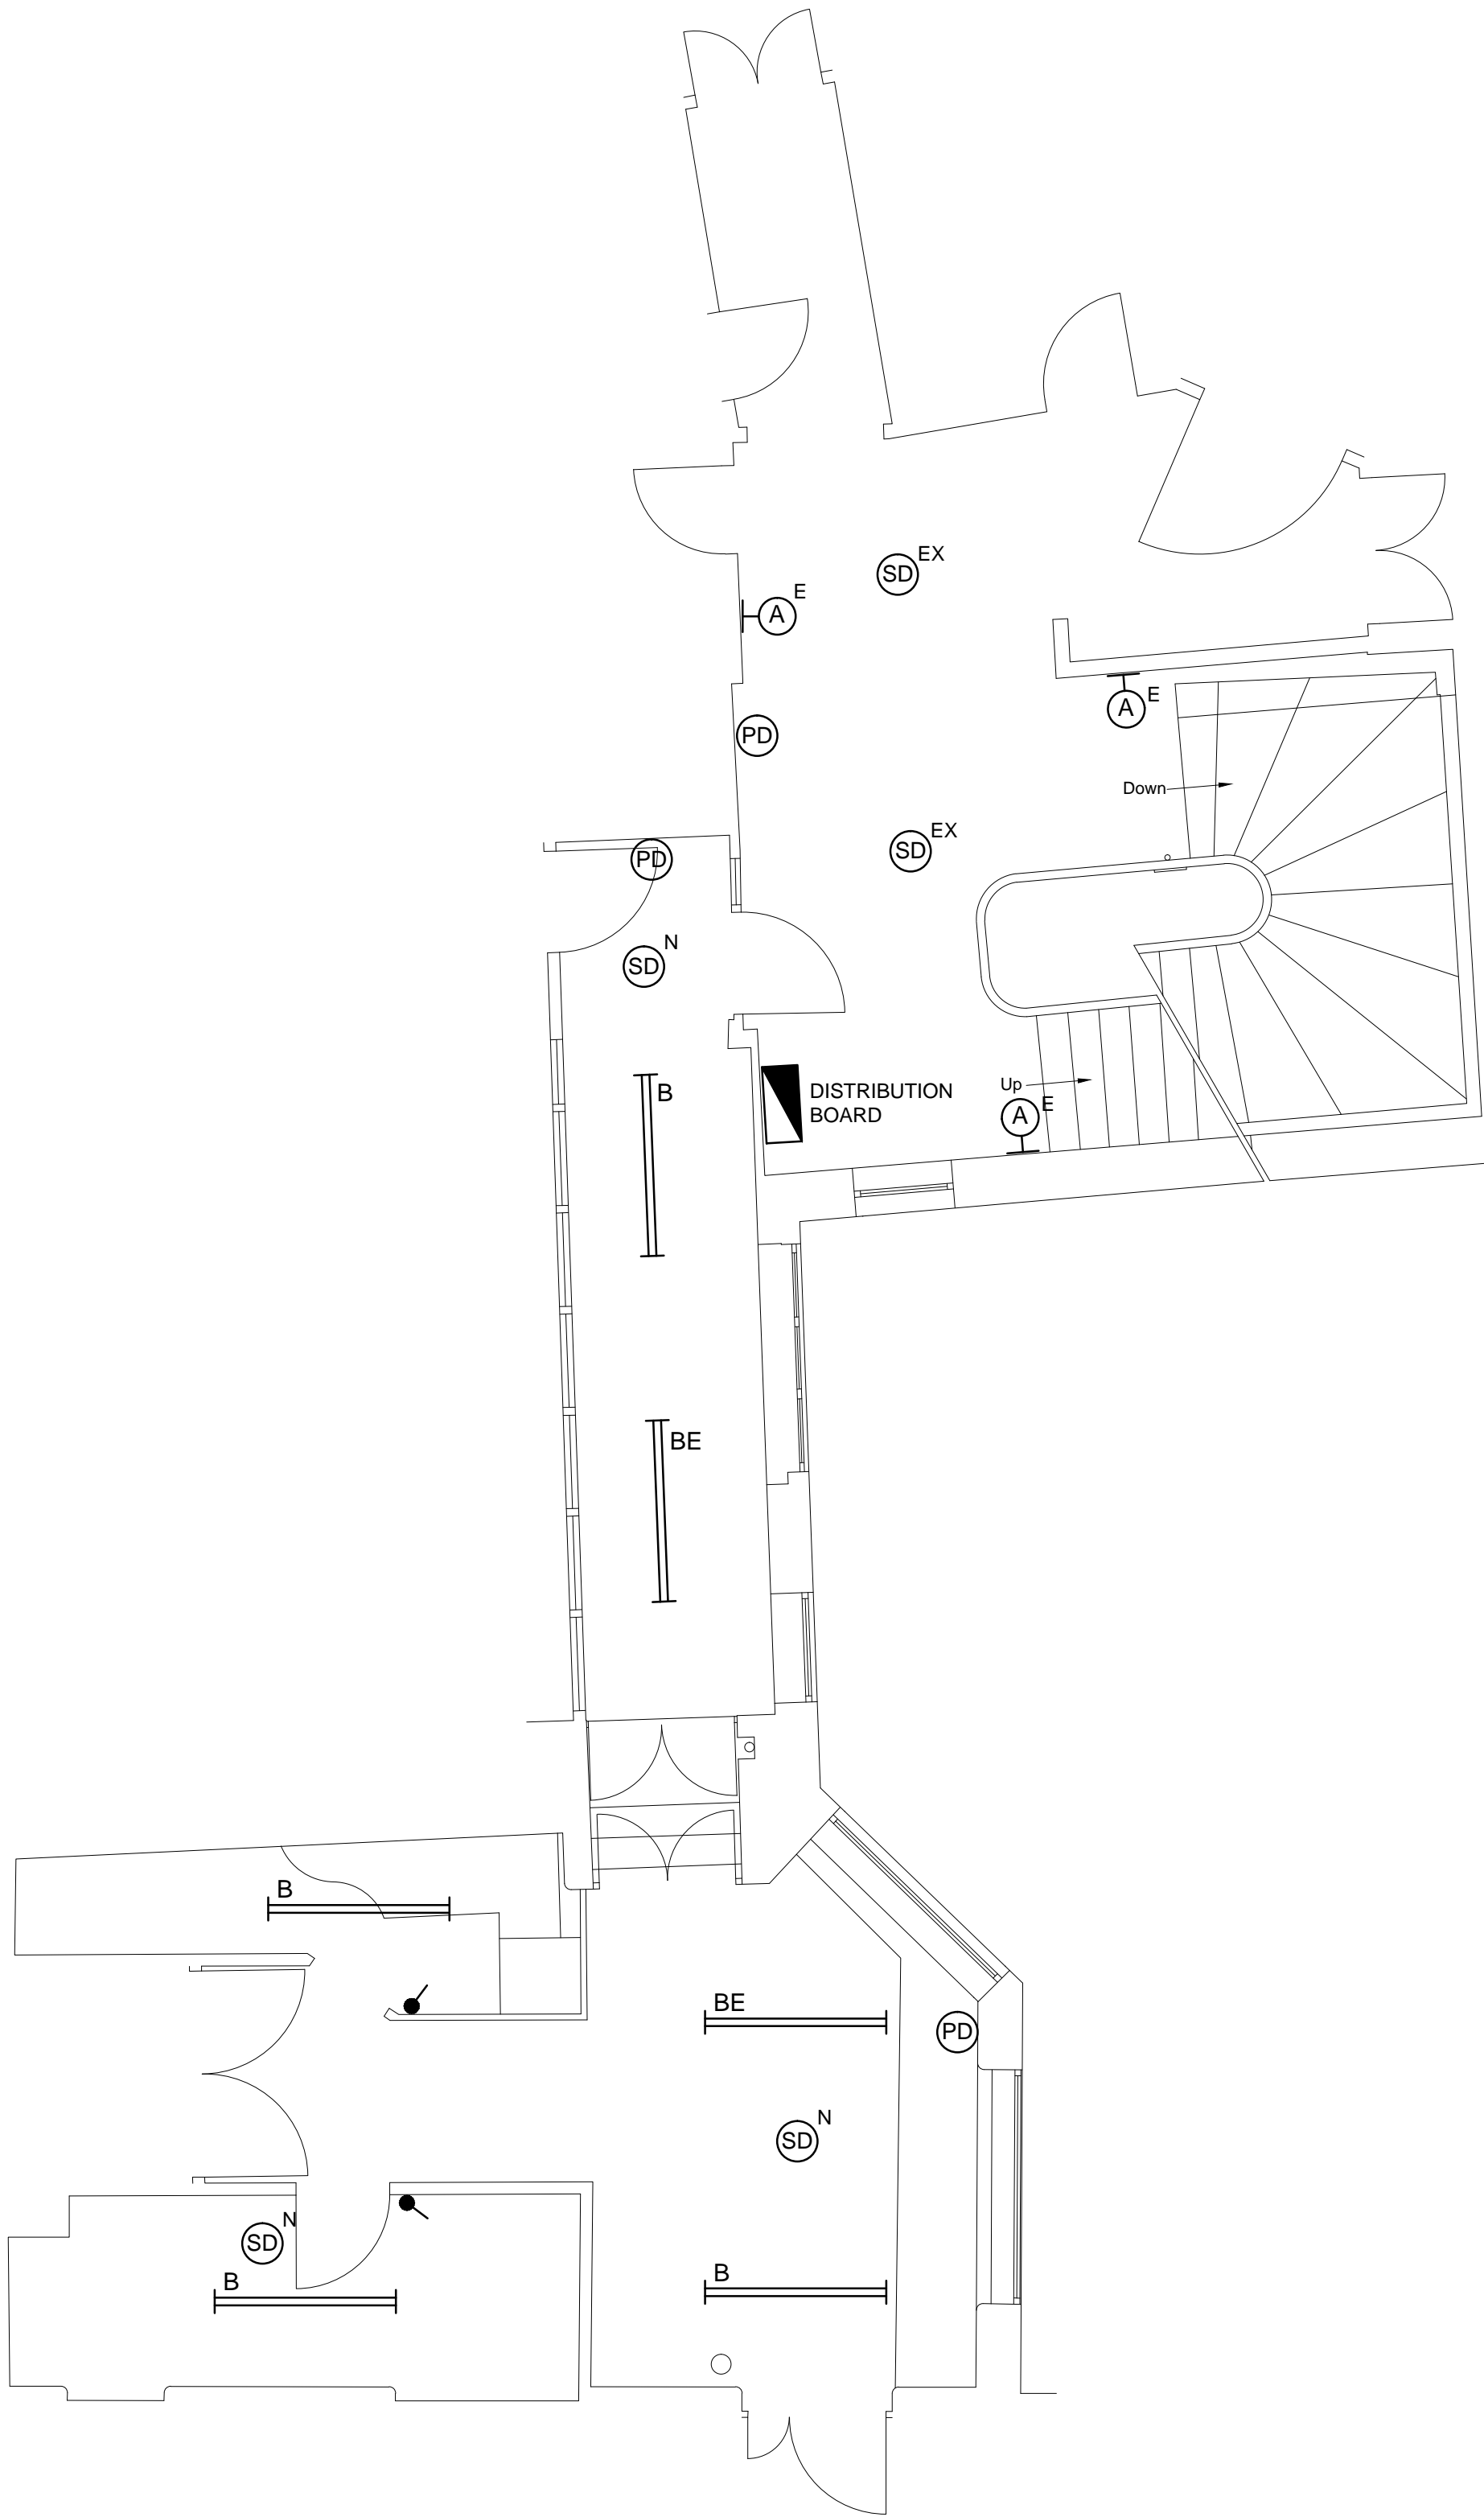 SD EX
A E
A E
PD
Down
SD EX
PD
SD N
B
DISTRIBUTION
BOARD
Up
A E
BE
B
BE
PD
SD N
SD N
B
B